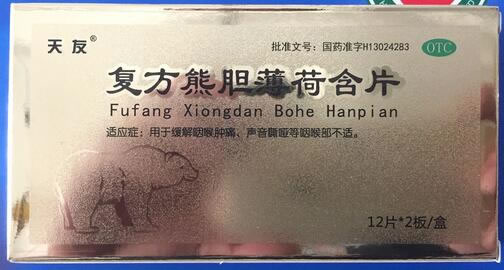 天友®
批准文号：国药准字H13024283
OTC
复方熊胆薄荷含片
Fufang Xiongdan Bohe Hanpian
适应症：用于缓解咽喉肿痛、声音嘶哑等咽喉部不适。
12片*2板/盒